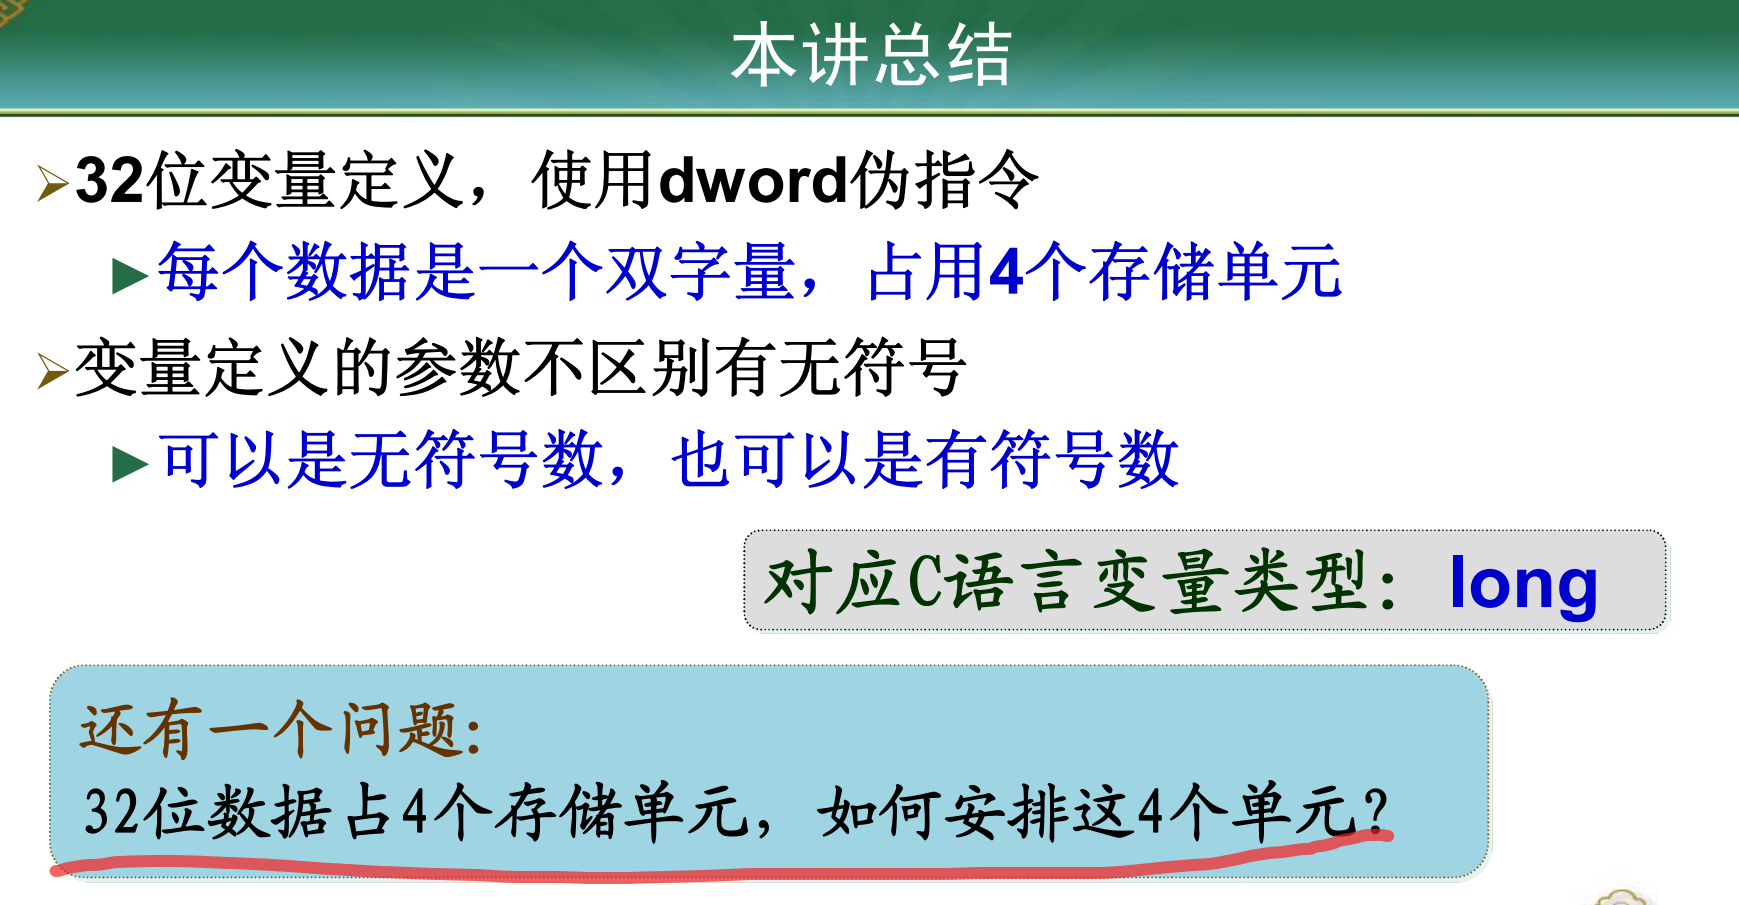 本讲总结
32位变量定义，使用dword伪指令
每个数据是一个双字量，占用4个存储单元
变量定义的参数不区别有无符号
可以是无符号数，也可以是有符号数
对应C语言变量类型：long
还有一个问题：
32位数据占4个存储单元，如何安排这4个单元？